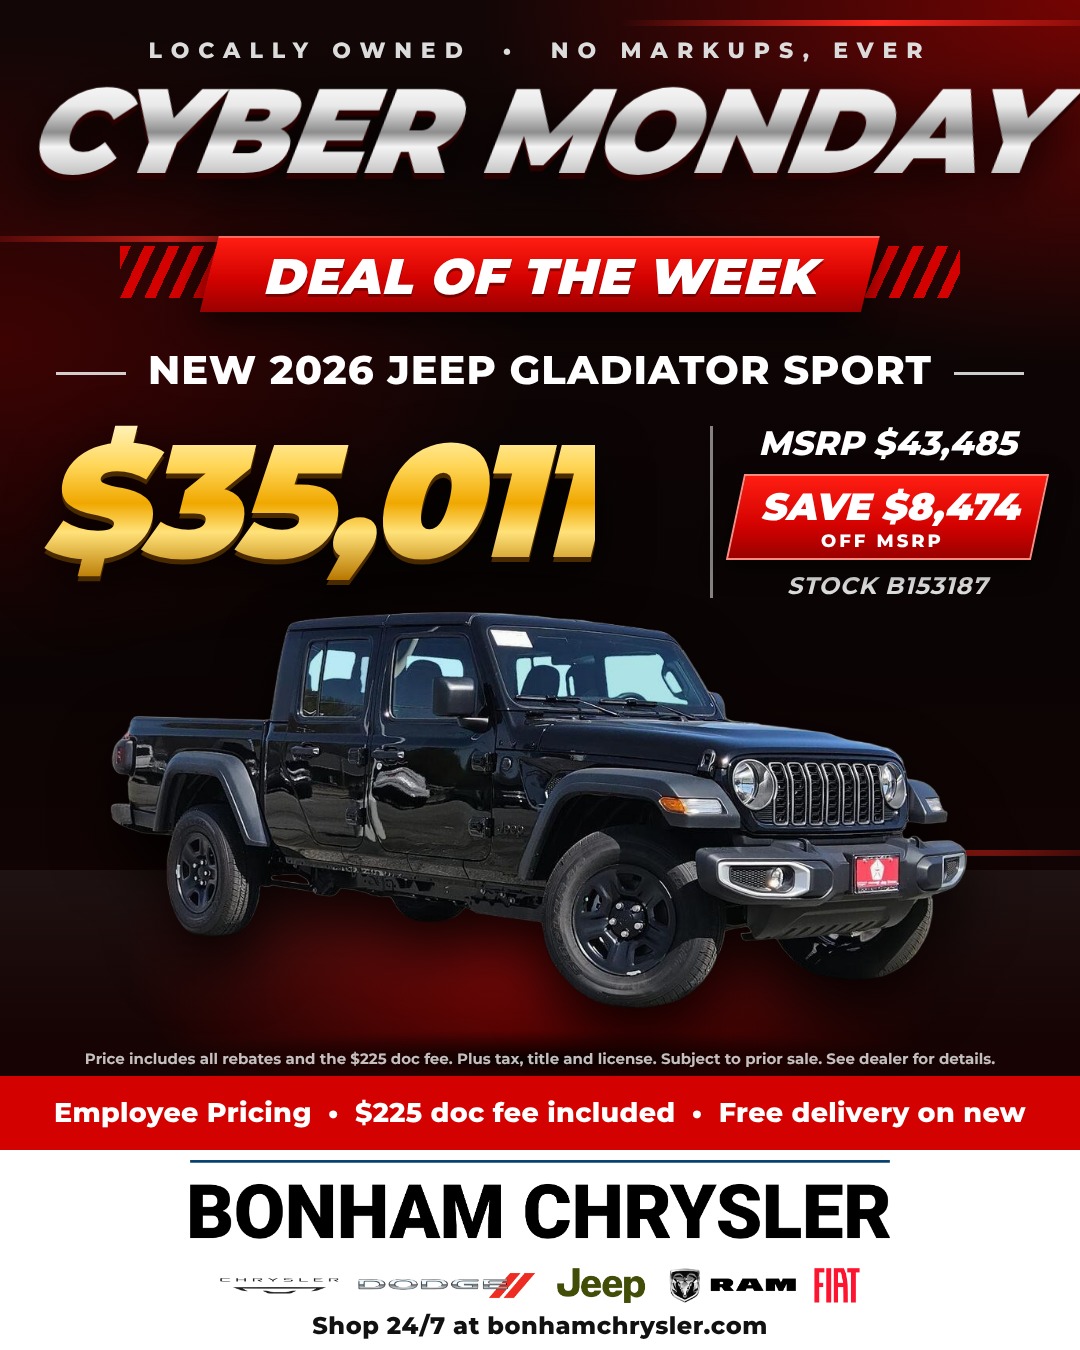 LOCALLY OWNED • NO MARKUPS, EVER
CYBER MONDAY
DEAL OF THE WEEK
NEW 2026 JEEP GLADIATOR SPORT
$35,011
MSRP $43,485
SAVE $8,474
OFF MSRP
STOCK B153187
Price includes all rebates and the $225 doc fee. Plus tax, title and license. Subject to prior sale. See dealer for details.
Employee Pricing • $225 doc fee included • Free delivery on new
BONHAM CHRYSLER
CHRYSLER DODGE Jeep RAM FIAT
Shop 24/7 at bonhamchrysler.com